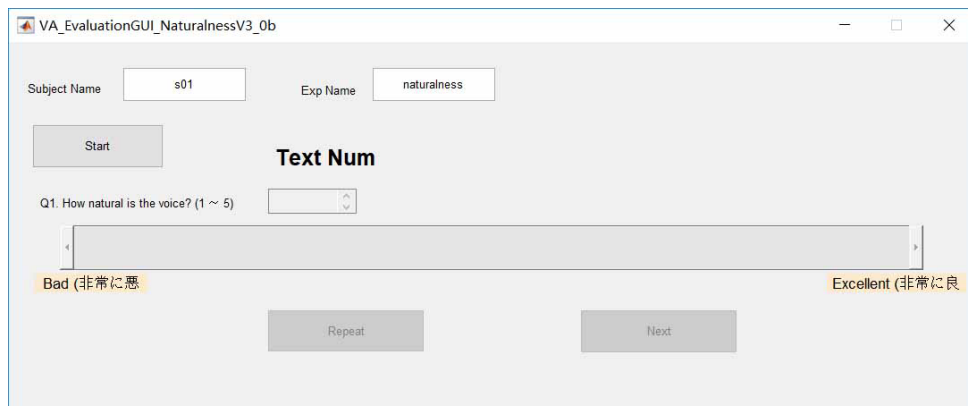 VA_EvaluationGUI_NaturalnessV3_0b
Subject Name s01 Exp Name naturalness
Start
Text Num
Q1. How natural is the voice? (1 ~ 5)
Bad (非常に悪 Excellent (非常に良
Repeat Next